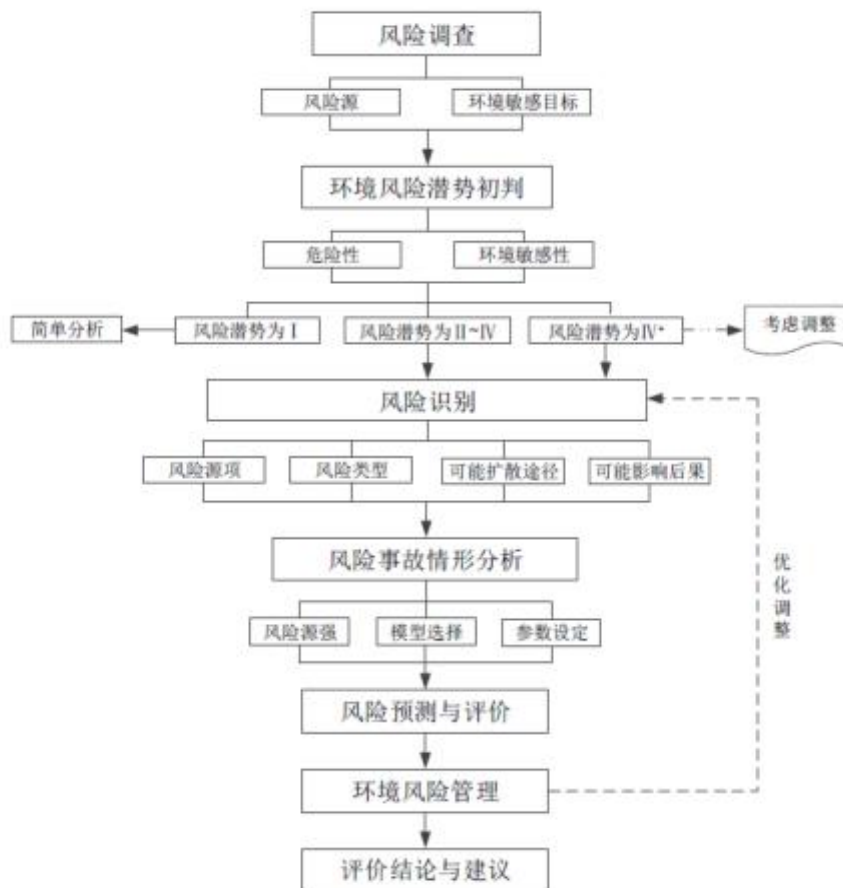 风险调查
风险源
环境敏感目标
环境风险潜势初判
危险性
环境敏感性
简单分析
风险潜势为Ⅰ
风险潜势为Ⅱ~Ⅳ
风险潜势为Ⅳ+
考虑调整
风险识别
风险源项
风险类型
可能扩散途径
可能影响后果
风险事故情形分析
风险源强
模型选择
参数设定
优化调整
风险预测与评价
环境风险管理
评价结论与建议